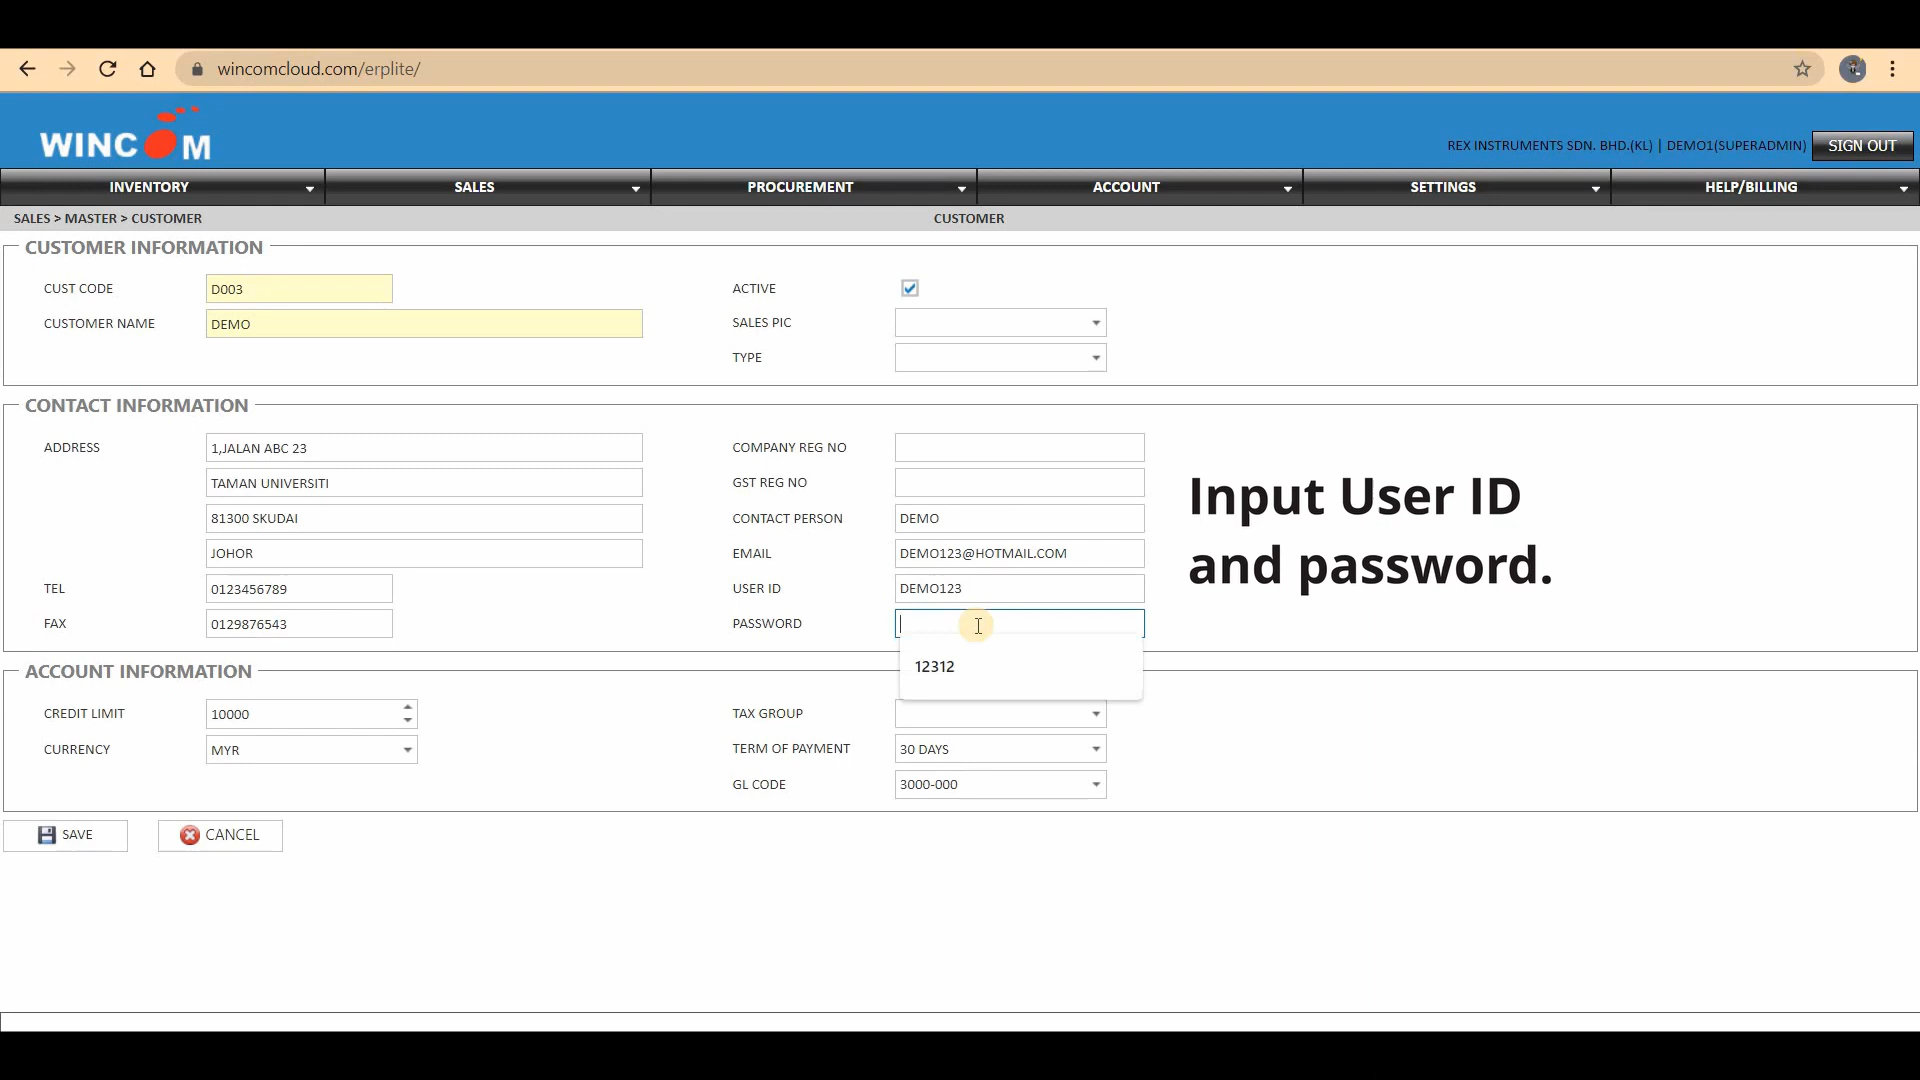 wincomcloud.com/erplite/
WINCOM
REX INSTRUMENTS SDN. BHD.(KL) | DEMO1(SUPERADMIN) SIGN OUT
INVENTORY SALES PROCUREMENT ACCOUNT SETTINGS HELP/BILLING
SALES > MASTER > CUSTOMER CUSTOMER
CUSTOMER INFORMATION
CUST CODE D003 ACTIVE
CUSTOMER NAME DEMO SALES PIC
TYPE
CONTACT INFORMATION
ADDRESS 1,JALAN ABC 23 COMPANY REG NO
TAMAN UNIVERSITI GST REG NO
81300 SKUDAI CONTACT PERSON DEMO
JOHOR EMAIL DEMO123@HOTMAIL.COM
TEL 0123456789 USER ID DEMO123
FAX 0129876543 PASSWORD
12312
Input User ID
and password.
ACCOUNT INFORMATION
CREDIT LIMIT 10000 TAX GROUP
CURRENCY MYR TERM OF PAYMENT 30 DAYS
GL CODE 3000-000
SAVE CANCEL